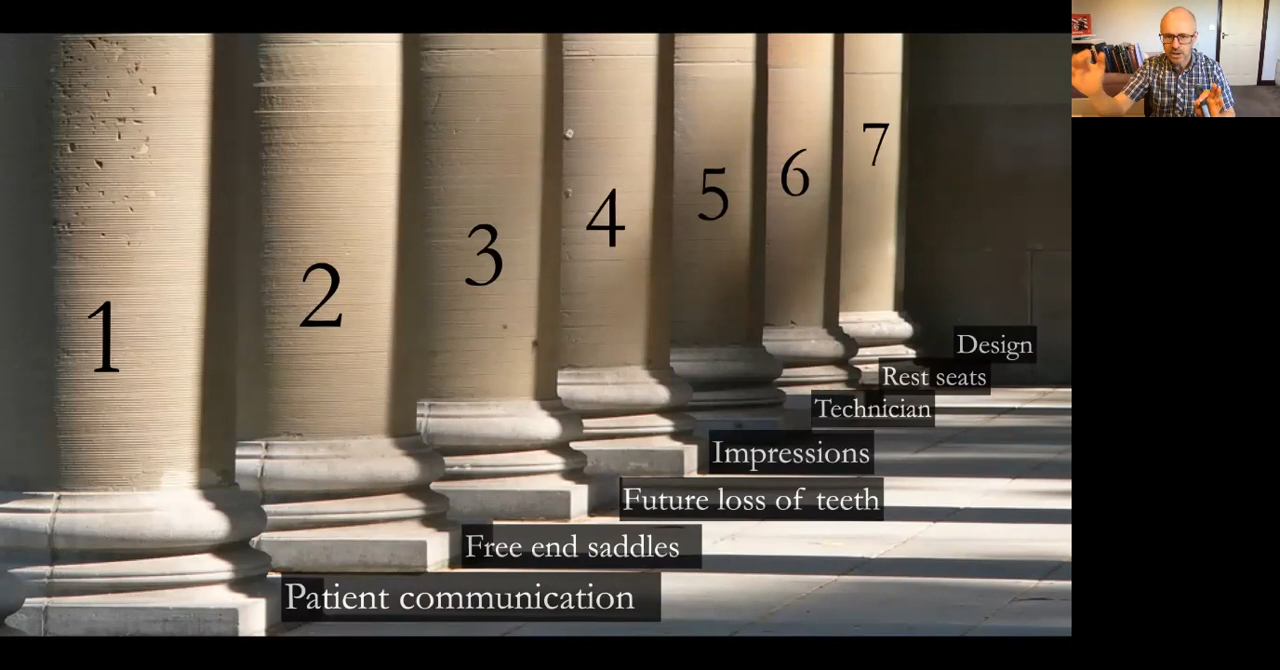 1
2
3
4
5
6
7
Design
Rest seats
Technician
Impressions
Future loss of teeth
Free end saddles
Patient communication